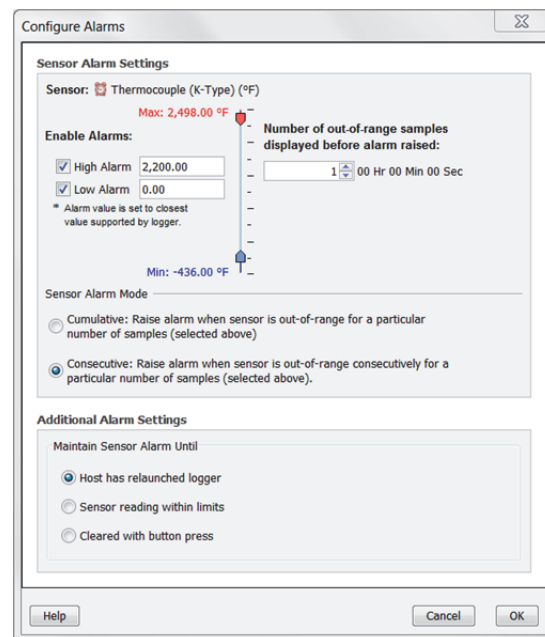 Configure Alarms
Sensor Alarm Settings
Sensor: Thermocouple (K-Type) (°F)
Max: 2,498.00 °F
Enable Alarms:
High Alarm 2,200.00
Low Alarm 0.00
* Alarm value is set to closest
value supported by logger.
Min: -436.00 °F
Number of out-of-range samples
displayed before alarm raised:
1 00 Hr 00 Min 00 Sec
Sensor Alarm Mode
Cumulative: Raise alarm when sensor is out-of-range for a particular
number of samples (selected above)
Consecutive: Raise alarm when sensor is out-of-range consecutively for a
particular number of samples (selected above).
Additional Alarm Settings
Maintain Sensor Alarm Until
Host has relaunched logger
Sensor reading within limits
Cleared with button press
Help
Cancel
OK